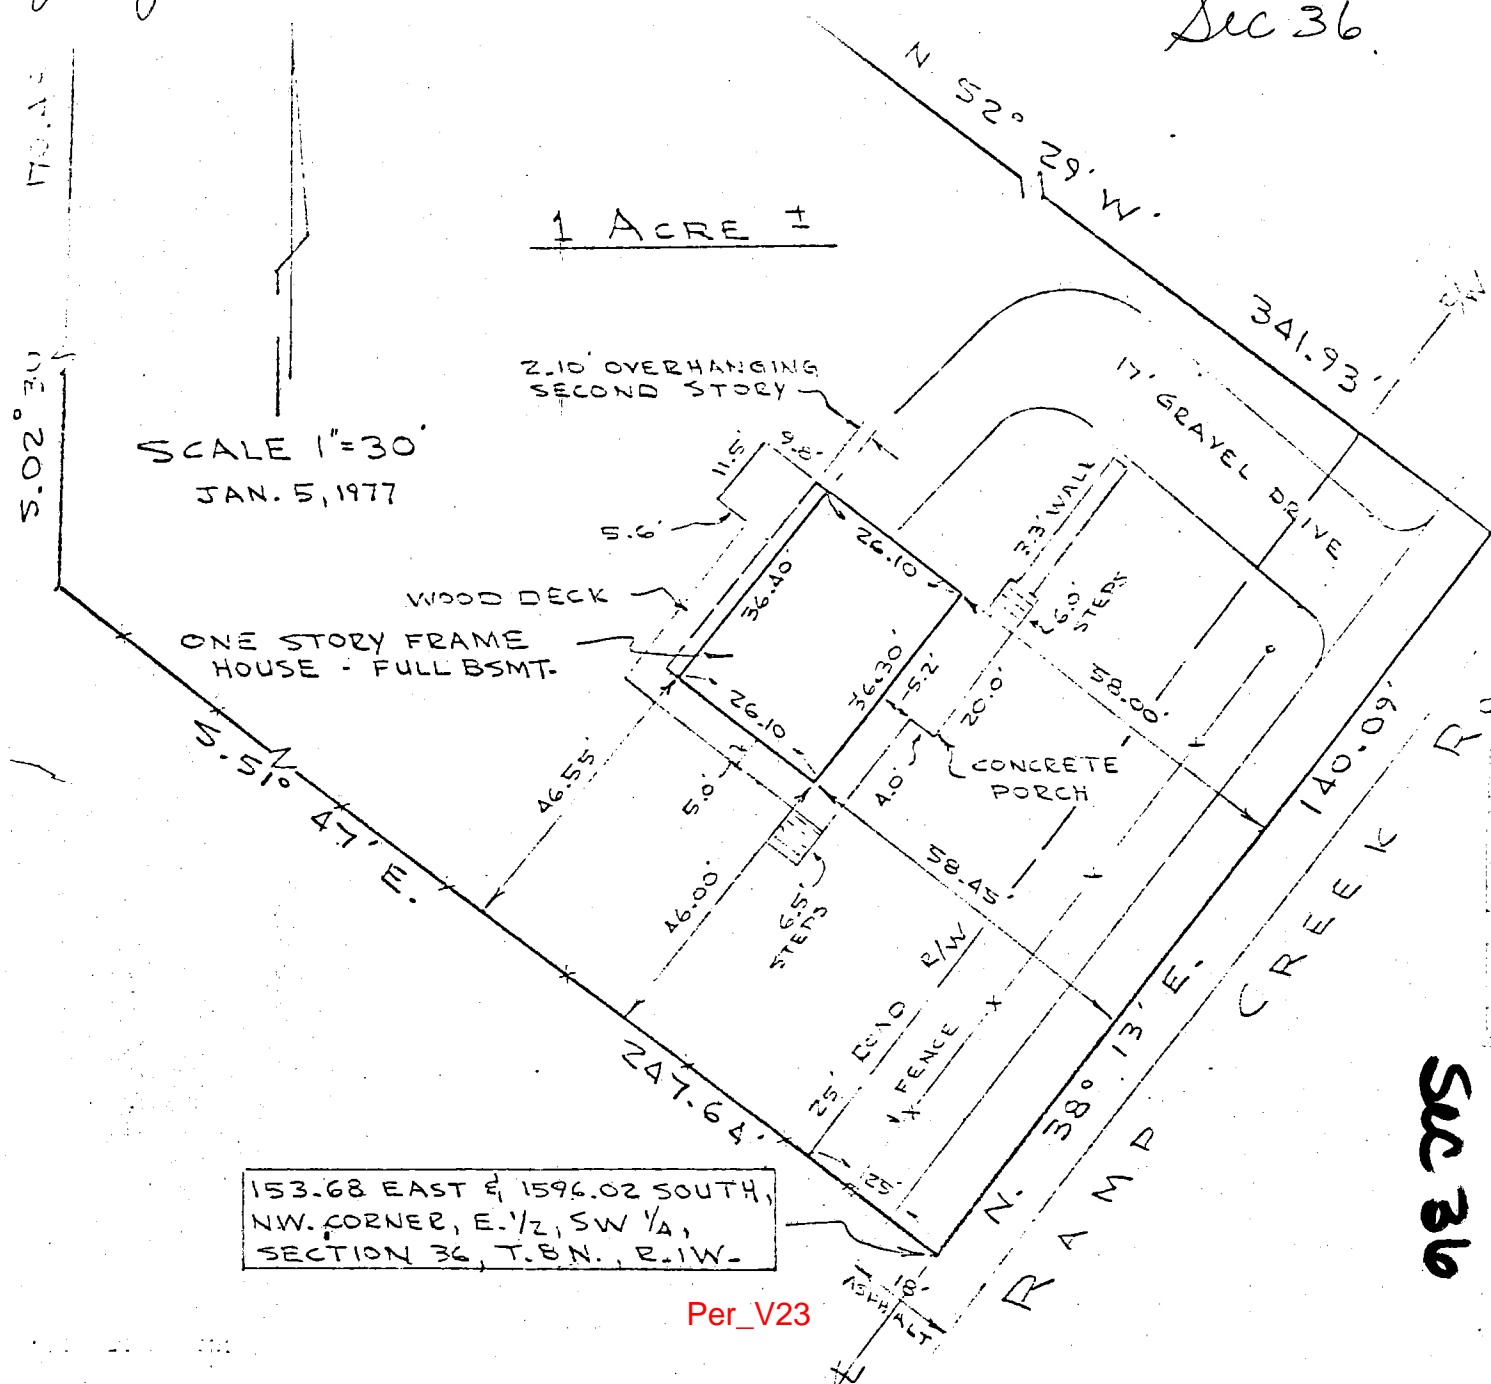 Sec 36.
N. 52° 29' W.
341.93'
R/W
1 ACRE ±
S.02° 30
SCALE 1"=30'
JAN. 5, 1977
2.10' OVERHANGING
SECOND STORY
17' GRAVEL DRIVE
11.5'
9.8'
5.6'
3.3' WALL
26.10
36.40
WOOD DECK
6.0'
STEPS
ONE STORY FRAME
HOUSE - FULL BSMT.
36.30'
5.2'
20.0'
58.00'
26.10
S.51° 47' E.
46.55'
5.0'
4.0'
CONCRETE
PORCH
140.09'
58.45'
46.00'
6.5'
STEPS
25' ROAD R/W
FENCE
247.64'
N. 38° 13' E.
RAMP CREEK R
Sec 36
25'
153.68 EAST & 1596.02 SOUTH,
NW. CORNER, E. 1/2, SW 1/4,
SECTION 36, T.8N., R.1W.
18'
ASPHALT
Per_V23